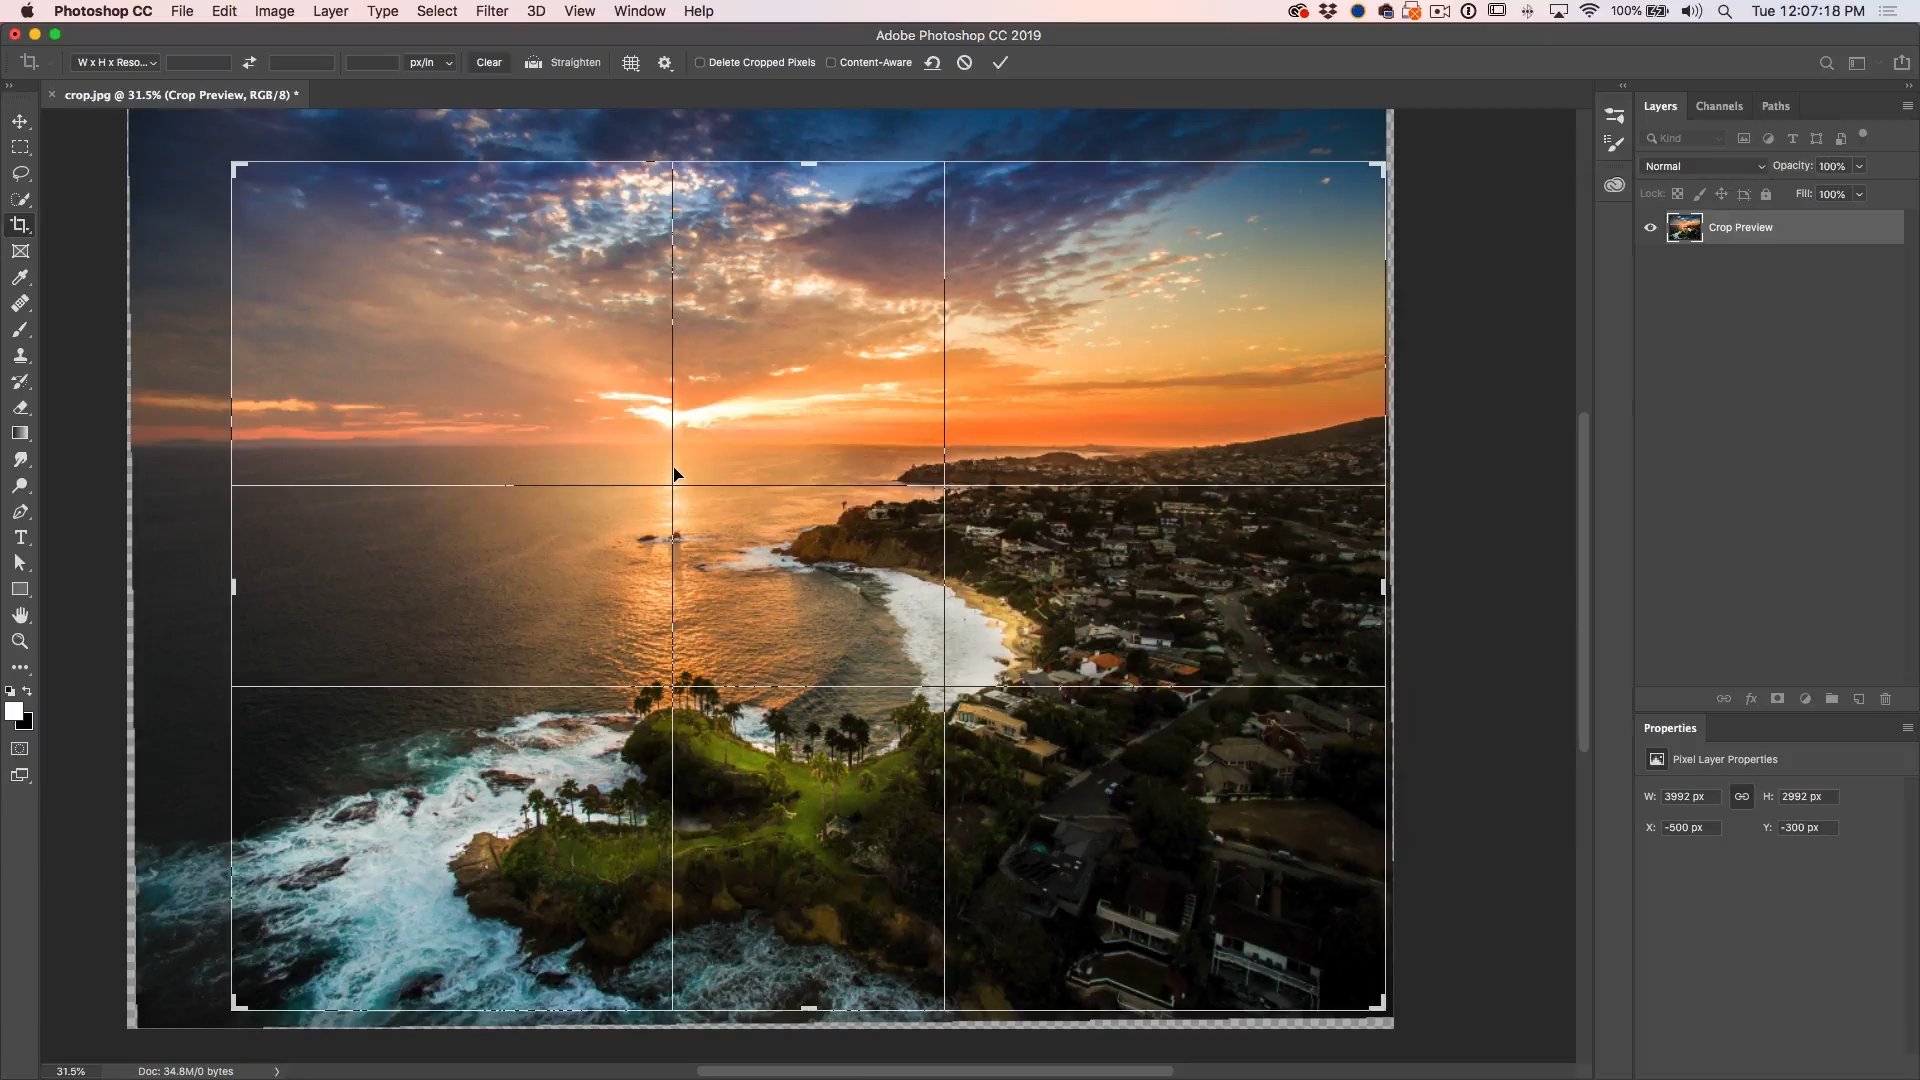 Photoshop CC File Edit Image Layer Type Select Filter 3D View Window Help 100% Tue 12:07:18 PM
Adobe Photoshop CC 2019
W x H x Reso... px/in Clear Straighten Delete Cropped Pixels Content-Aware
crop.jpg @ 31.5% (Crop Preview, RGB/8) *
Layers Channels Paths
Kind
Normal Opacity: 100%
Lock: Fill: 100%
Crop Preview
Properties
Pixel Layer Properties
W: 3992 px H: 2992 px
X: -500 px Y: -300 px
31.5% Doc: 34.8M/0 bytes